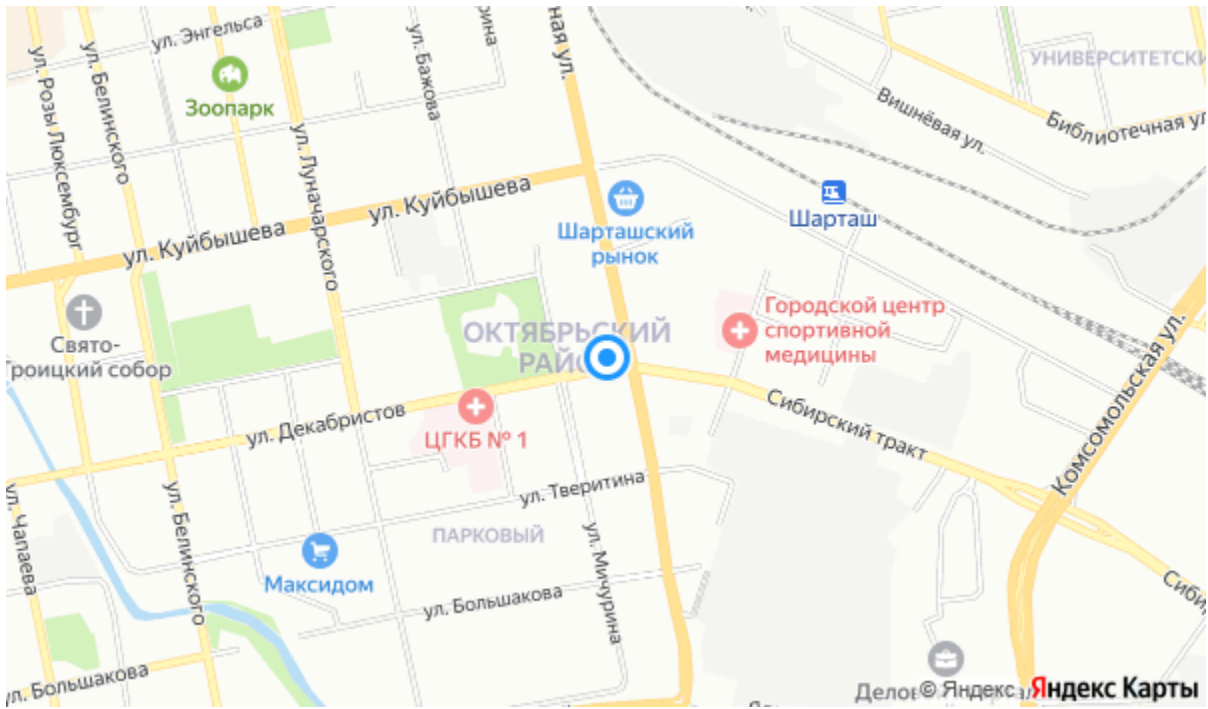 ул. Энгельса
ул. Розы Люксембург
ул. Белинского
Зоопарк
ул. Луначарского
ул. Бажова
рина
ная ул.
УНИВЕРСИТЕТСКИ
Вишнёвая ул.
Библиотечная ул
ул. Куйбышева
ул. Куйбышева
Шарташский
рынок
Шарташ
Свято-
Троицкий собор
ОКТЯБРЬСКИЙ
РАЙО
Городской центр
спортивной
медицины
Комсомольская ул.
ул. Декабристов
ЦГКБ № 1
Сибирский тракт
ул. Чапаева
ул. Белинского
ул. Тверитина
ПАРКОВЫЙ
Максидом
ул. Мичурина
ул. Большакова
Сибир
ул. Большакова
Делов
© Яндекс
Яндекс Карты